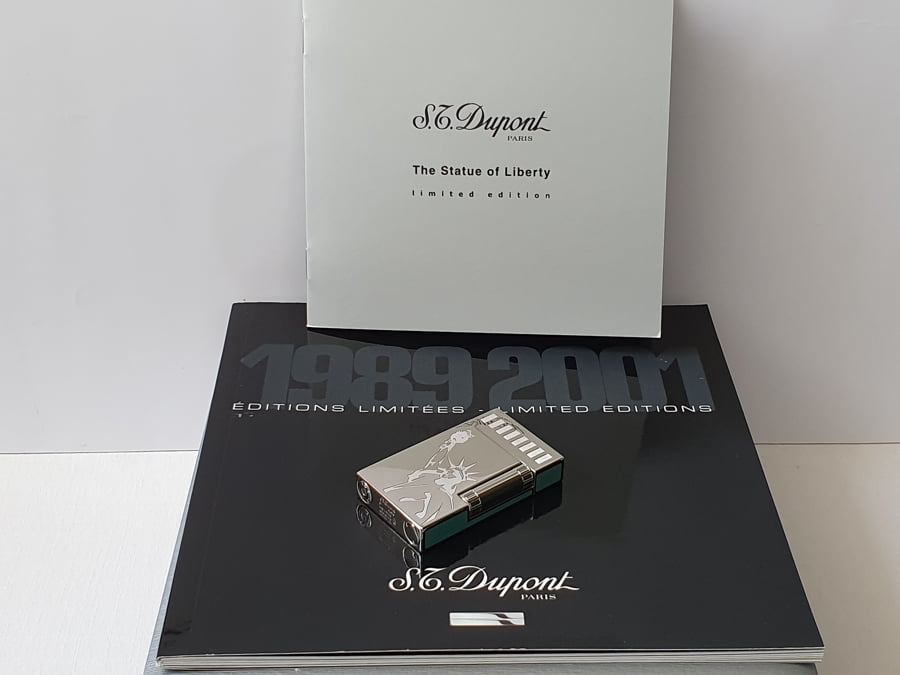 S.T. Dupont
PARIS
The Statue of Liberty
limited edition
1989 2001
ÉDITIONS LIMITÉES - LIMITED EDITIONS
S.T. Dupont
PARIS